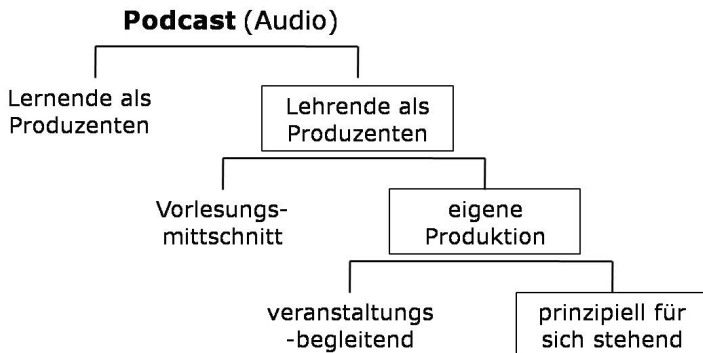 Podcast (Audio)
Lernende als
Produzenten
Lehrende als
Produzenten
Vorlesungs-
mittschnitt
eigene
Produktion
veranstaltungs
-begleitend
prinzipiell für
sich stehend